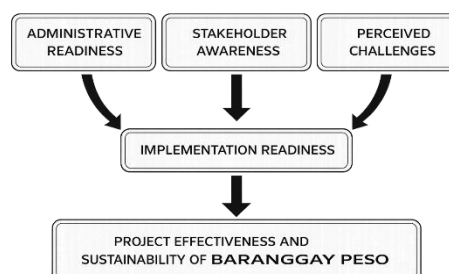 ADMINISTRATIVE
READINESS
STAKEHOLDER
AWARENESS
PERCEIVED
CHALLENGES
IMPLEMENTATION READINESS
PROJECT EFFECTIVENESS AND
SUSTAINABILITY OF BARANGGAY PESO